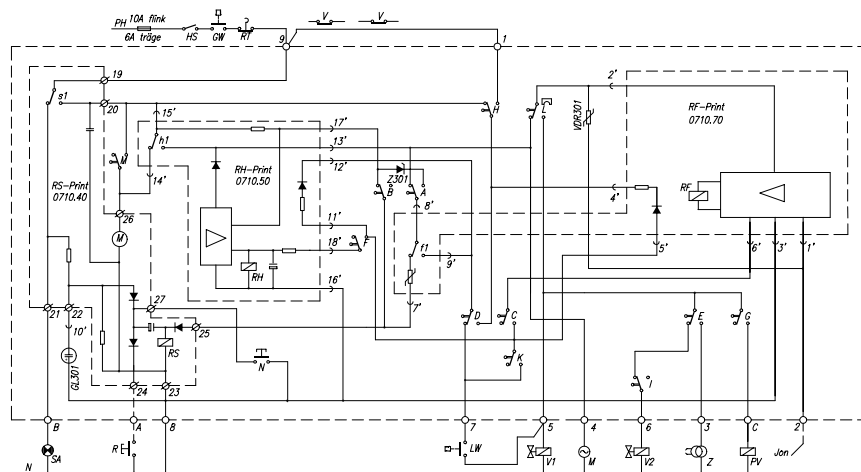 PH 10A flink
6A träge
HS GW RT
V V
9 1
19
s1
20
15'
17'
H
L
2'
VDR301
RF-Print
0710.70
h1
13'
12'
RH-Print
0710.50
Z301
M
14'
B A
RS-Print
0710.40
RF
4'
8'
26
11'
F
f1
M
18'
6' 3' 1'
5'
RH
9'
16'
7'
27
21 22
10'
RS
25
D C
E G
K
GL301
N
I
24 23
B A 8 7 5 4 6 3 C 2
SA R LW V1 M V2 Z PV Jon
N